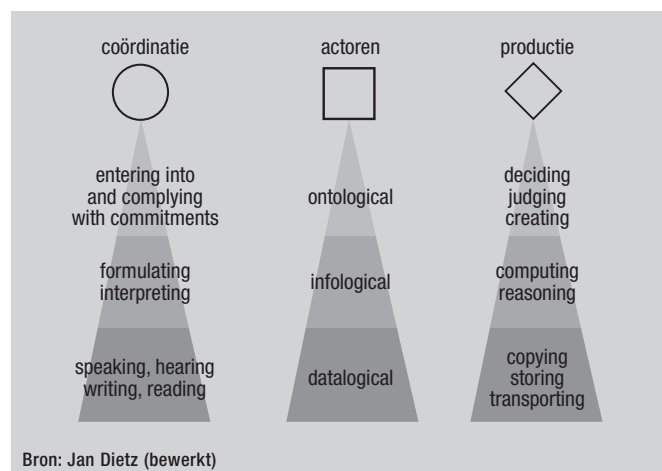 coördinatie
actoren
productie
entering into
and complying
with commitments
ontological
deciding
judging
creating
formulating
interpreting
infological
computing
reasoning
speaking, hearing
writing, reading
datalogical
copying
storing
transporting
Bron: Jan Dietz (bewerkt)